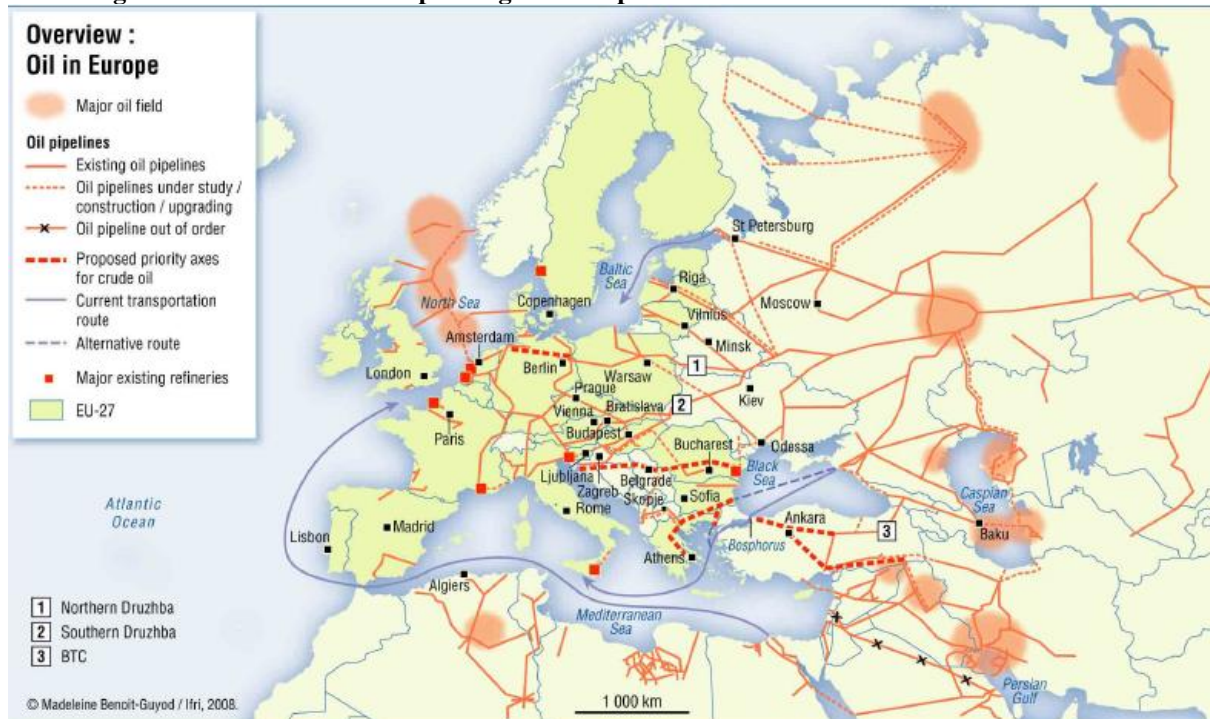 Overview :
Oil in Europe
Major oil field
Oil pipelines
Existing oil pipelines
Oil pipelines under study /
construction / upgrading
Oil pipeline out of order
Proposed priority axes
for crude oil
Current transportation
route
Alternative route
Major existing refineries
EU-27
St Petersburg
Baltic
Sea
Riga
Moscow
North Sea
Copenhagen
Vilnius
Amsterdam
Minsk
London
Berlin
Warsaw
1
Prague
Kiev
Vienna
Bratislava
2
Paris
Budapest
Odessa
Bucharest
Ljubljana
Black
Sea
Belgrade
Zagreb
Skopje
Sofia
Caspian
Sea
Atlantic
Ocean
Madrid
Rome
Ankara
3
Baku
Lisbon
Bosphorus
Athens
Algiers
Mediterranean
Sea
1 Northern Druzhba
2 Southern Druzhba
3 BTC
Persian
Gulf
1 000 km
© Madeleine Benoit-Guyod / Ifri, 2008.